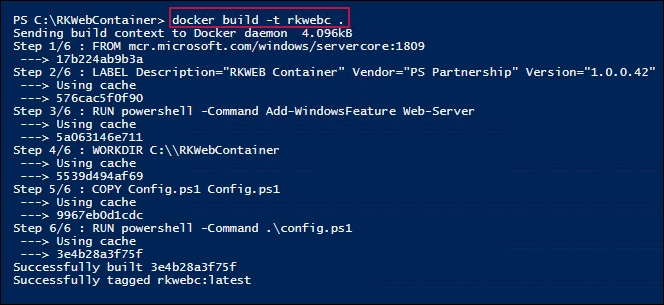 PS C:\RKWebContainer> docker build -t rkwebc .
Sending build context to Docker daemon  4.096kB
Step 1/6 : FROM mcr.microsoft.com/windows/servercore:1809
 ---> 17b224ab9b3a
Step 2/6 : LABEL Description="RKWEB Container" Vendor="PS Partnership" Version="1.0.0.42"
 ---> Using cache
 ---> 576cac5f0f90
Step 3/6 : RUN powershell -Command Add-WindowsFeature Web-Server
 ---> Using cache
 ---> 5a063146e711
Step 4/6 : WORKDIR C:\\RKWebContainer
 ---> Using cache
 ---> 5539d494af69
Step 5/6 : COPY Config.ps1 Config.ps1
 ---> Using cache
 ---> 9967eb0d1cdc
Step 6/6 : RUN powershell -Command .\config.ps1
 ---> Using cache
 ---> 3e4b28a3f75f
Successfully built 3e4b28a3f75f
Successfully tagged rkwebc:latest